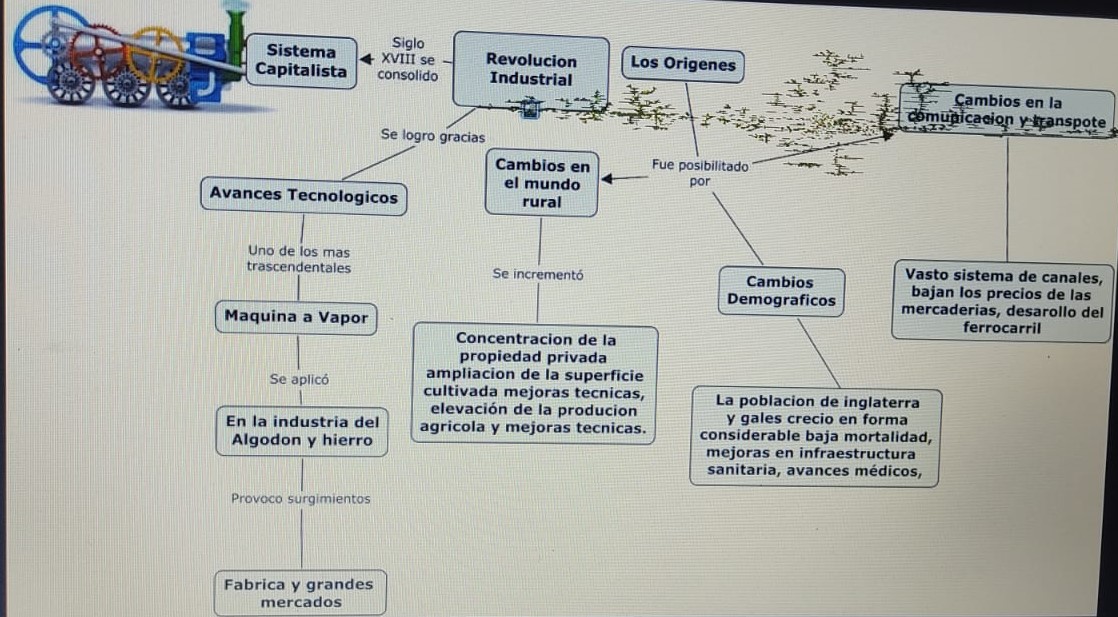 Sistema
Capitalista
Siglo
XVIII se
consolido
Revolucion
Industrial
Los Origenes
Cambios en la
comunicacion y transpote
Se logro gracias
Avances Tecnologicos
Cambios en
el mundo
rural
Fue posibilitado
por
Uno de los mas
trascendentales
Maquina a Vapor
Se aplicó
En la industria del
Algodon y hierro
Provoco surgimientos
Fabrica y grandes
mercados
Se incrementó
Concentracion de la
propiedad privada
ampliacion de la superficie
cultivada mejoras tecnicas,
elevación de la producion
agricola y mejoras tecnicas.
Cambios
Demograficos
La poblacion de inglaterra
y gales crecio en forma
considerable baja mortalidad,
mejoras en infraestructura
sanitaria, avances médicos,
Vasto sistema de canales,
bajan los precios de las
mercaderias, desarollo del
ferrocarril